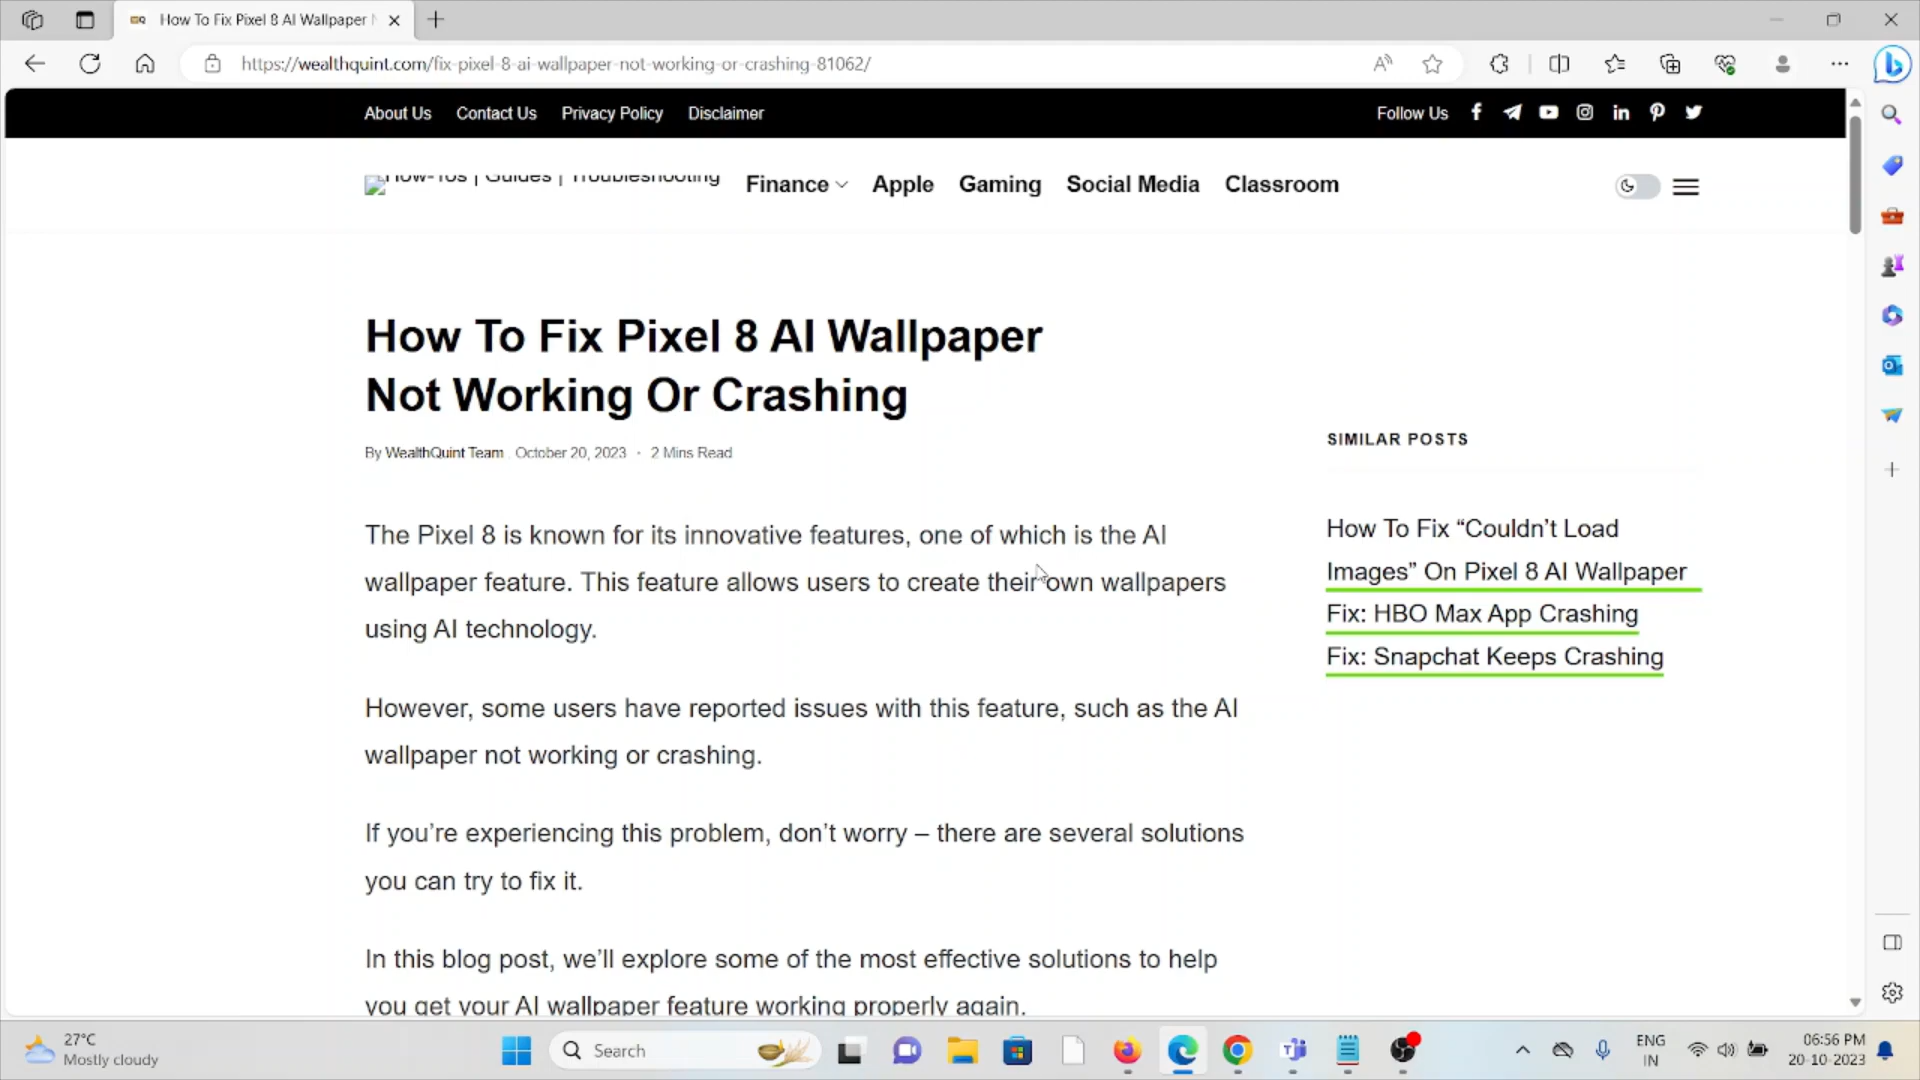 How To Fix Pixel 8 AI Wallpaper
https://wealthquint.com/fix-pixel-8-ai-wallpaper-not-working-or-crashing-81062/
About Us Contact Us Privacy Policy Disclaimer Follow Us
How-Tos | Guides | Troubleshooting Finance Apple Gaming Social Media Classroom
How To Fix Pixel 8 AI Wallpaper
Not Working Or Crashing
By WealthQuint Team . October 20, 2023 · 2 Mins Read
The Pixel 8 is known for its innovative features, one of which is the AI
wallpaper feature. This feature allows users to create their own wallpapers
using AI technology.
However, some users have reported issues with this feature, such as the AI
wallpaper not working or crashing.
If you’re experiencing this problem, don’t worry – there are several solutions
you can try to fix it.
In this blog post, we’ll explore some of the most effective solutions to help
you get your AI wallpaper feature working properly again.
SIMILAR POSTS
How To Fix “Couldn’t Load
Images” On Pixel 8 AI Wallpaper
Fix: HBO Max App Crashing
Fix: Snapchat Keeps Crashing
27°C
Mostly cloudy
Search
ENG
IN
06:56 PM
20-10-2023